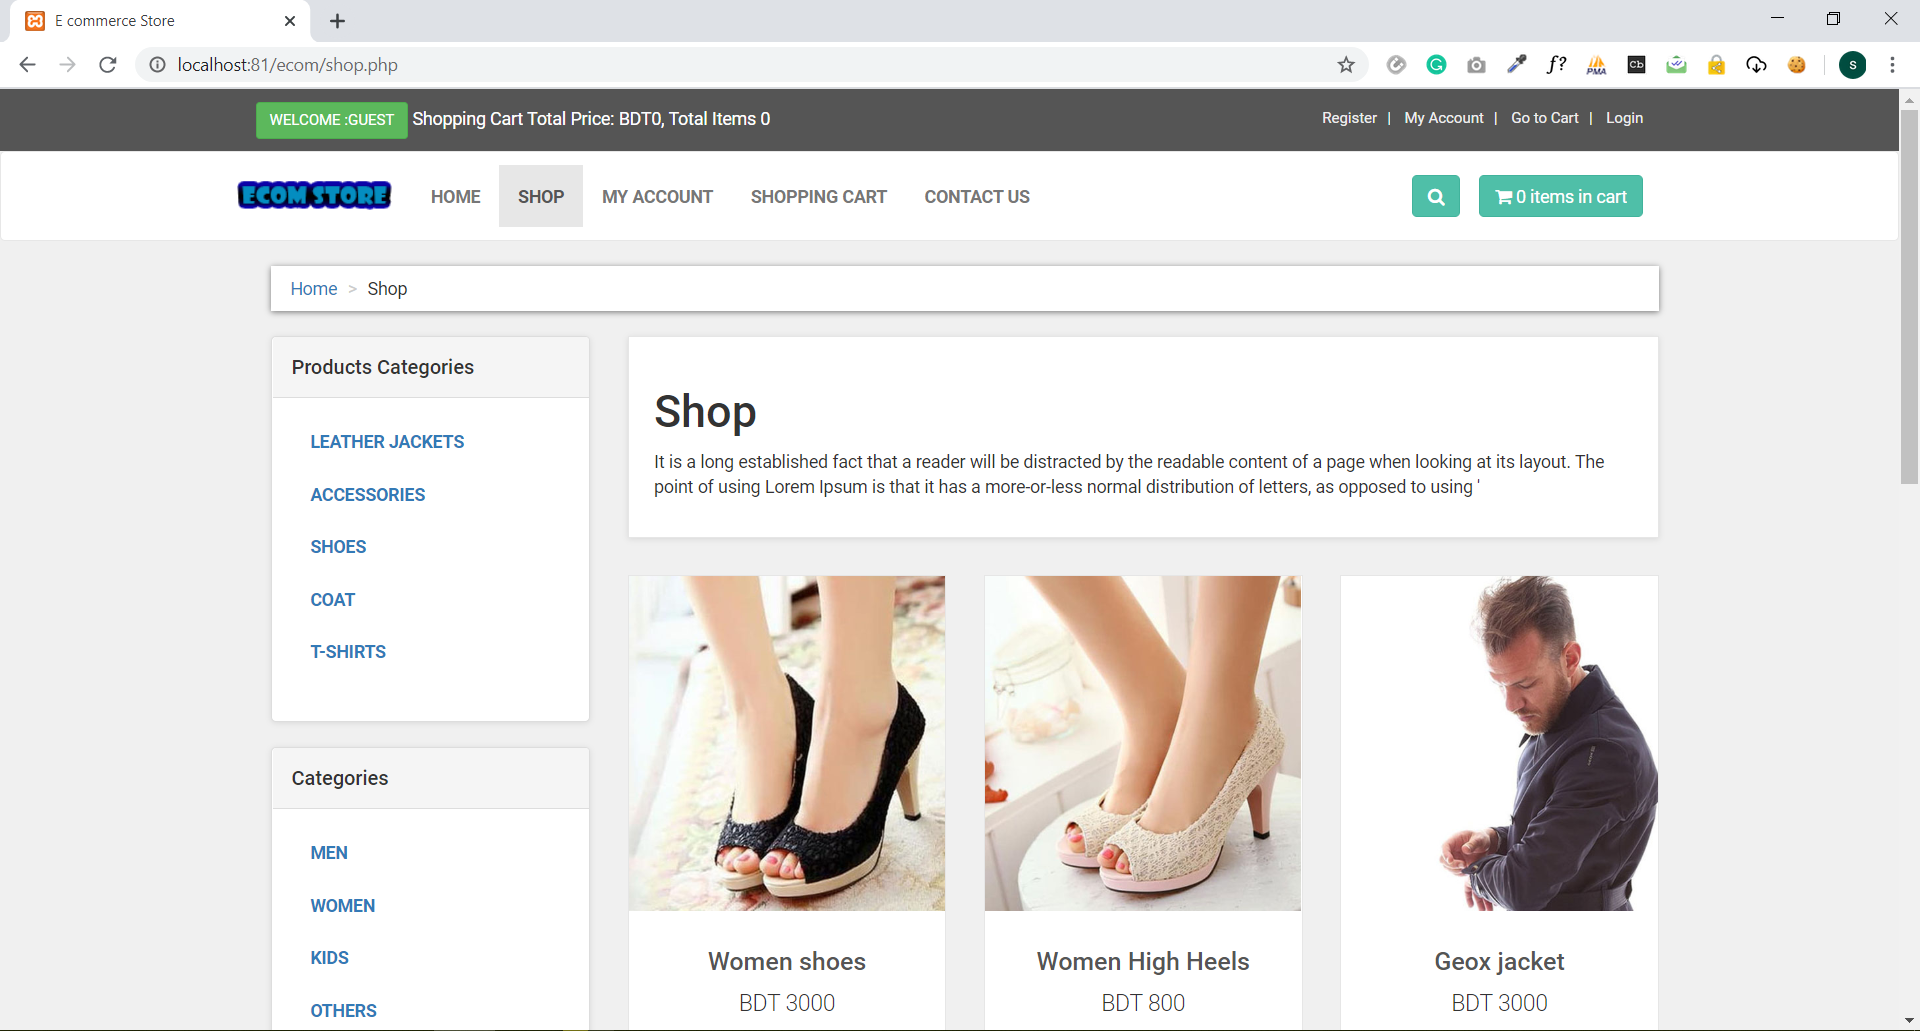 E commerce Store
localhost:81/ecom/shop.php
f?
PMA
Cb
S
WELCOME :GUEST Shopping Cart Total Price: BDT0, Total Items 0
Register | My Account | Go to Cart | Login
ECOM STORE
HOME SHOP MY ACCOUNT SHOPPING CART CONTACT US
0 items in cart
Home > Shop
Products Categories
LEATHER JACKETS
ACCESSORIES
SHOES
COAT
T-SHIRTS
Categories
MEN
WOMEN
KIDS
OTHERS
Shop
It is a long established fact that a reader will be distracted by the readable content of a page when looking at its layout. The
point of using Lorem Ipsum is that it has a more-or-less normal distribution of letters, as opposed to using '
Women shoes
BDT 3000
Women High Heels
BDT 800
Geox jacket
BDT 3000